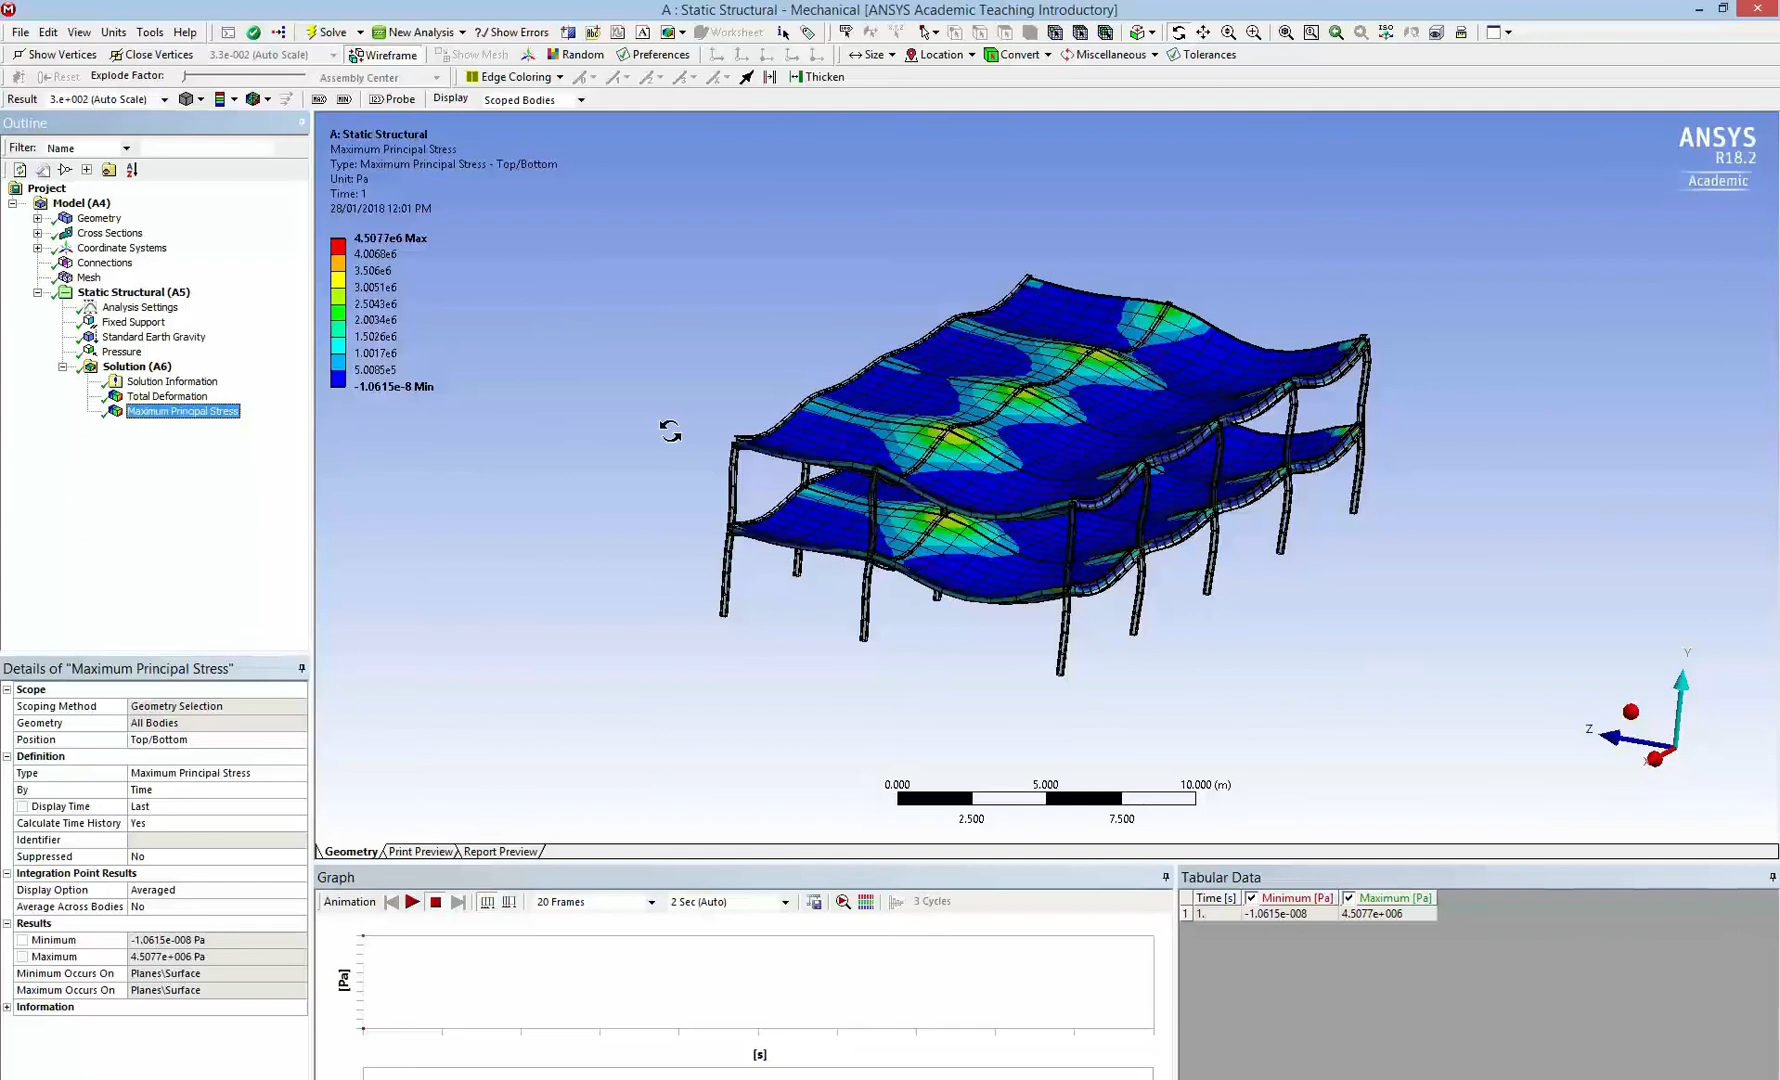 A : Static Structural - Mechanical [ANSYS Academic Teaching Introductory]
File Edit View Units Tools Help Solve New Analysis ?/Show Errors Worksheet
Show Vertices Close Vertices 3.3e-002 (Auto Scale) Wireframe Show Mesh Random Preferences Size Location Convert Miscellaneous Tolerances
Reset Explode Factor: Assembly Center Edge Coloring Thicken
Result 3.e+002 (Auto Scale) Probe Display Scoped Bodies
Outline
Filter: Name
Project
Model (A4)
Geometry
Cross Sections
Coordinate Systems
Connections
Mesh
Static Structural (A5)
Analysis Settings
Fixed Support
Standard Earth Gravity
Pressure
Solution (A6)
Solution Information
Total Deformation
Maximum Principal Stress
Details of "Maximum Principal Stress"
Scope
Scoping Method Geometry Selection
Geometry All Bodies
Position Top/Bottom
Definition
Type Maximum Principal Stress
By Time
Display Time Last
Calculate Time History Yes
Identifier
Suppressed No
Integration Point Results
Display Option Averaged
Average Across Bodies No
Results
Minimum -1.0615e-008 Pa
Maximum 4.5077e+006 Pa
Minimum Occurs On Planes\Surface
Maximum Occurs On Planes\Surface
Information
A: Static Structural
Maximum Principal Stress
Type: Maximum Principal Stress - Top/Bottom
Unit: Pa
Time: 1
28/01/2018 12:01 PM
4.5077e6 Max
4.0068e6
3.506e6
3.0051e6
2.5043e6
2.0034e6
1.5026e6
1.0017e6
5.0085e5
-1.0615e-8 Min
ANSYS
R18.2
Academic
Y
Z
X
0.000 5.000 10.000 (m)
2.500 7.500
Geometry Print Preview Report Preview
Graph
Animation 20 Frames 2 Sec (Auto) 3 Cycles
[Pa]
[s]
Tabular Data
Time [s] Minimum [Pa] Maximum [Pa]
1 1. -1.0615e-008 4.5077e+006